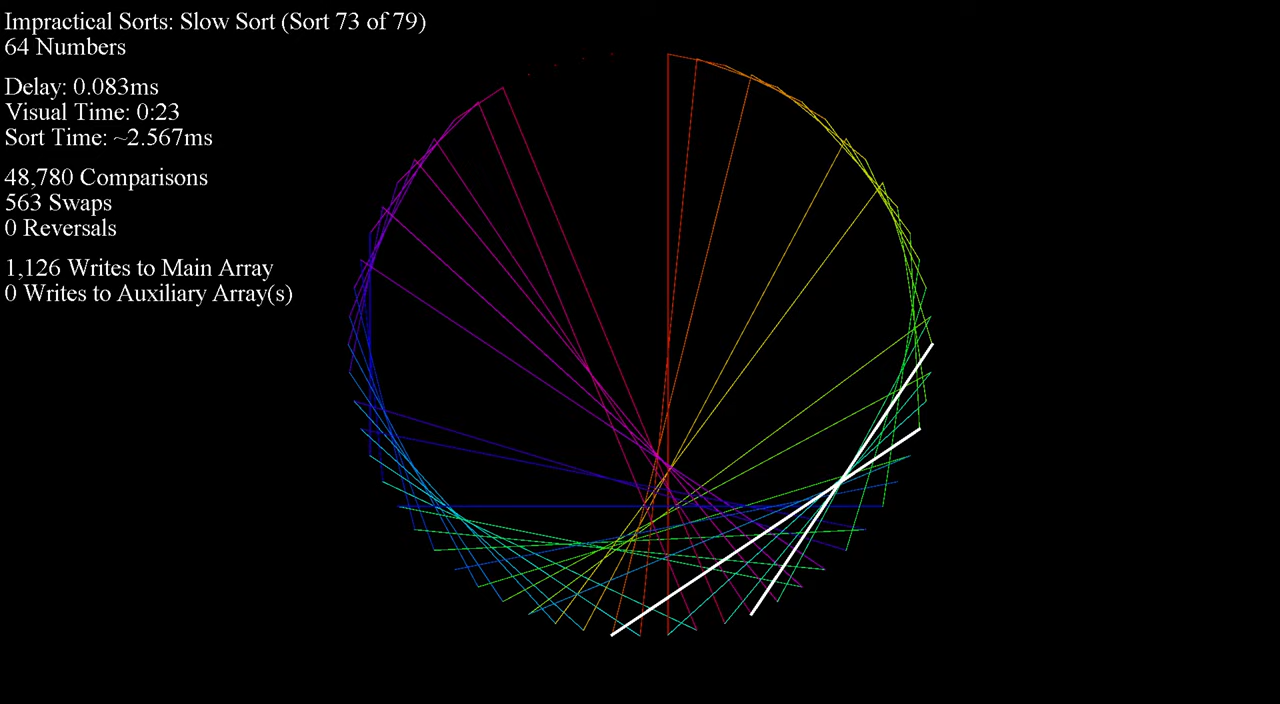 Impractical Sorts: Slow Sort (Sort 73 of 79)
64 Numbers
Delay: 0.083ms
Visual Time: 0:23
Sort Time: ~2.567ms
48,780 Comparisons
563 Swaps
0 Reversals
1,126 Writes to Main Array
0 Writes to Auxiliary Array(s)